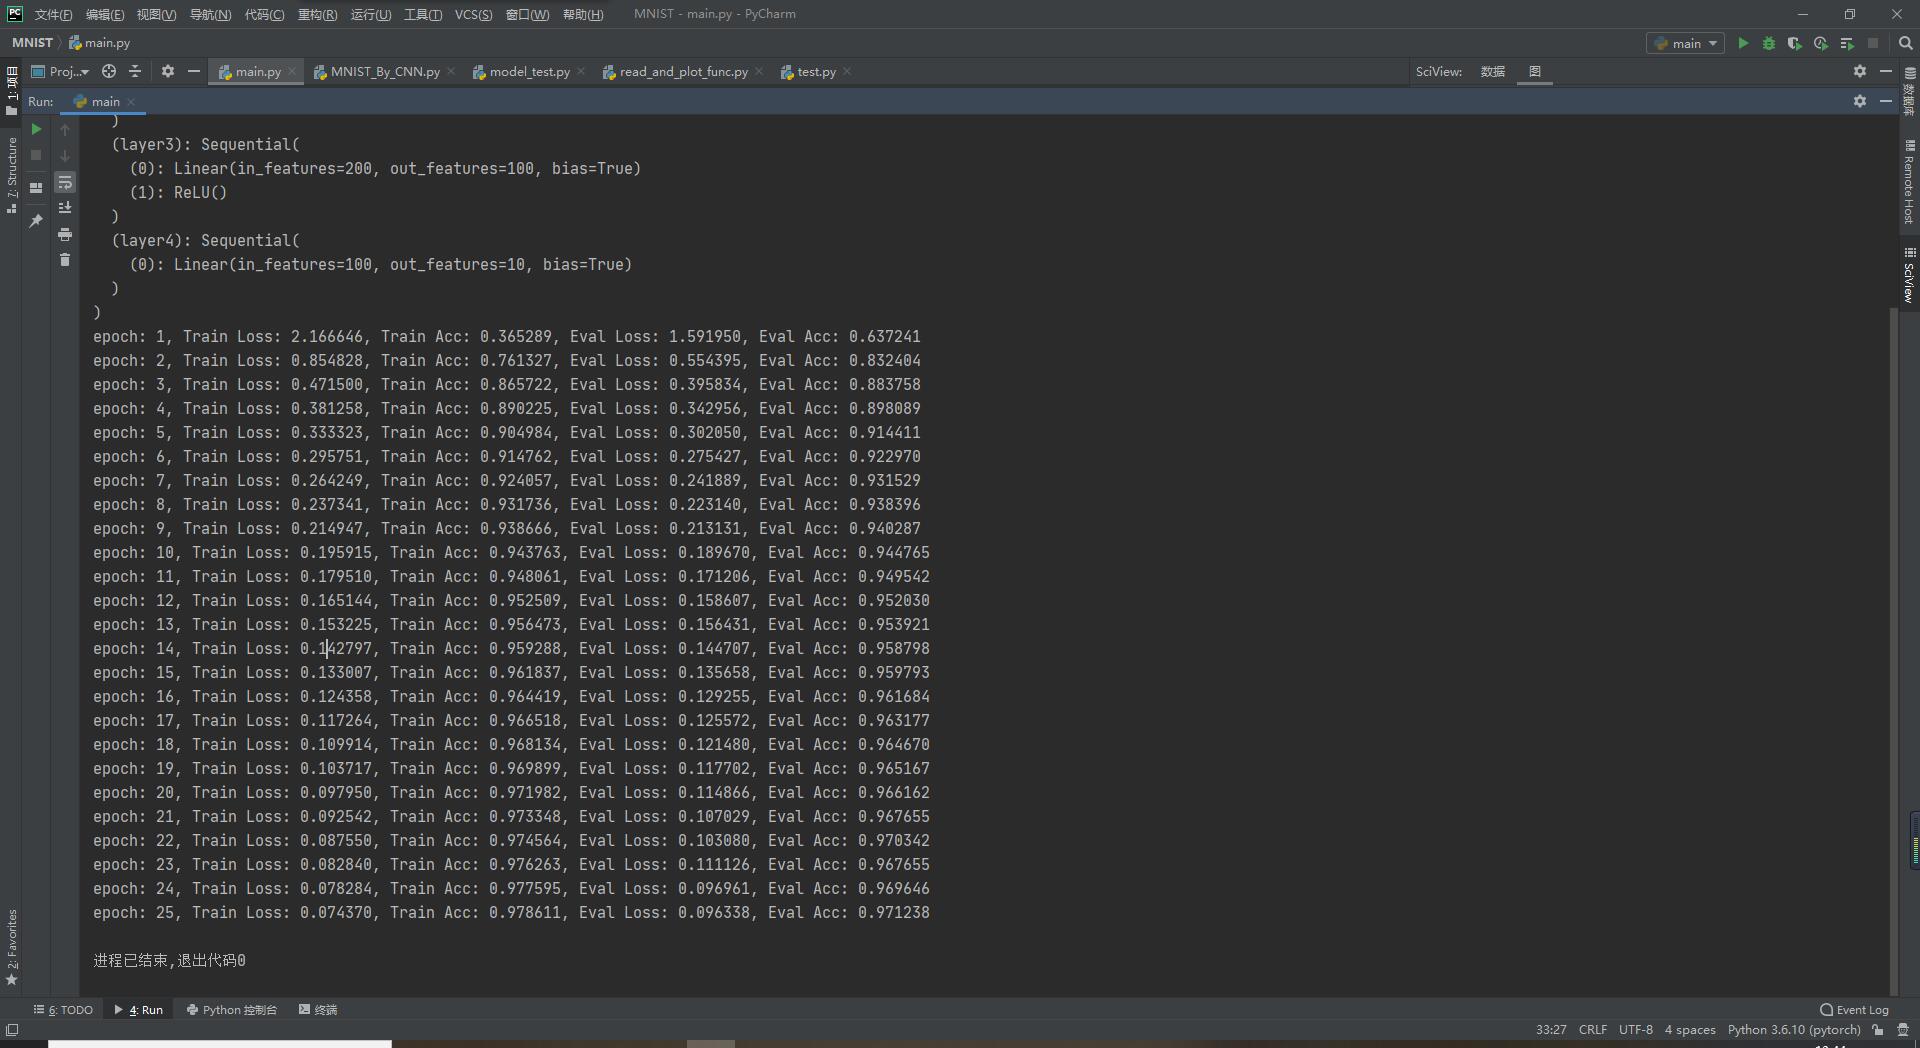 PC 文件(F) 编辑(E) 视图(V) 导航(N) 代码(C) 重构(R) 运行(U) 工具(T) VCS(S) 窗口(W) 帮助(H) MNIST - main.py - PyCharm
MNIST main.py main
Proj... main.py MNIST_By_CNN.py model_test.py read_and_plot_func.py test.py SciView: 数据 图
Run: main
1: 项目
7: Structure
2: Favorites
数据库
Remote Host
SciView
)
(layer3): Sequential(
(0): Linear(in_features=200, out_features=100, bias=True)
(1): ReLU()
)
(layer4): Sequential(
(0): Linear(in_features=100, out_features=10, bias=True)
)
)
epoch: 1, Train Loss: 2.166646, Train Acc: 0.365289, Eval Loss: 1.591950, Eval Acc: 0.637241
epoch: 2, Train Loss: 0.854828, Train Acc: 0.761327, Eval Loss: 0.554395, Eval Acc: 0.832404
epoch: 3, Train Loss: 0.471500, Train Acc: 0.865722, Eval Loss: 0.395834, Eval Acc: 0.883758
epoch: 4, Train Loss: 0.381258, Train Acc: 0.890225, Eval Loss: 0.342956, Eval Acc: 0.898089
epoch: 5, Train Loss: 0.333323, Train Acc: 0.904984, Eval Loss: 0.302050, Eval Acc: 0.914411
epoch: 6, Train Loss: 0.295751, Train Acc: 0.914762, Eval Loss: 0.275427, Eval Acc: 0.922970
epoch: 7, Train Loss: 0.264249, Train Acc: 0.924057, Eval Loss: 0.241889, Eval Acc: 0.931529
epoch: 8, Train Loss: 0.237341, Train Acc: 0.931736, Eval Loss: 0.223140, Eval Acc: 0.938396
epoch: 9, Train Loss: 0.214947, Train Acc: 0.938666, Eval Loss: 0.213131, Eval Acc: 0.940287
epoch: 10, Train Loss: 0.195915, Train Acc: 0.943763, Eval Loss: 0.189670, Eval Acc: 0.944765
epoch: 11, Train Loss: 0.179510, Train Acc: 0.948061, Eval Loss: 0.171206, Eval Acc: 0.949542
epoch: 12, Train Loss: 0.165144, Train Acc: 0.952509, Eval Loss: 0.158607, Eval Acc: 0.952030
epoch: 13, Train Loss: 0.153225, Train Acc: 0.956473, Eval Loss: 0.156431, Eval Acc: 0.953921
epoch: 14, Train Loss: 0.142797, Train Acc: 0.959288, Eval Loss: 0.144707, Eval Acc: 0.958798
epoch: 15, Train Loss: 0.133007, Train Acc: 0.961837, Eval Loss: 0.135658, Eval Acc: 0.959793
epoch: 16, Train Loss: 0.124358, Train Acc: 0.964419, Eval Loss: 0.129255, Eval Acc: 0.961684
epoch: 17, Train Loss: 0.117264, Train Acc: 0.966518, Eval Loss: 0.125572, Eval Acc: 0.963177
epoch: 18, Train Loss: 0.109914, Train Acc: 0.968134, Eval Loss: 0.121480, Eval Acc: 0.964670
epoch: 19, Train Loss: 0.103717, Train Acc: 0.969899, Eval Loss: 0.117702, Eval Acc: 0.965167
epoch: 20, Train Loss: 0.097950, Train Acc: 0.971982, Eval Loss: 0.114866, Eval Acc: 0.966162
epoch: 21, Train Loss: 0.092542, Train Acc: 0.973348, Eval Loss: 0.107029, Eval Acc: 0.967655
epoch: 22, Train Loss: 0.087550, Train Acc: 0.974564, Eval Loss: 0.103080, Eval Acc: 0.970342
epoch: 23, Train Loss: 0.082840, Train Acc: 0.976263, Eval Loss: 0.111126, Eval Acc: 0.967655
epoch: 24, Train Loss: 0.078284, Train Acc: 0.977595, Eval Loss: 0.096961, Eval Acc: 0.969646
epoch: 25, Train Loss: 0.074370, Train Acc: 0.978611, Eval Loss: 0.096338, Eval Acc: 0.971238
进程已结束,退出代码0
6: TODO 4: Run Python 控制台 终端 Event Log
33:27 CRLF UTF-8 4 spaces Python 3.6.10 (pytorch)